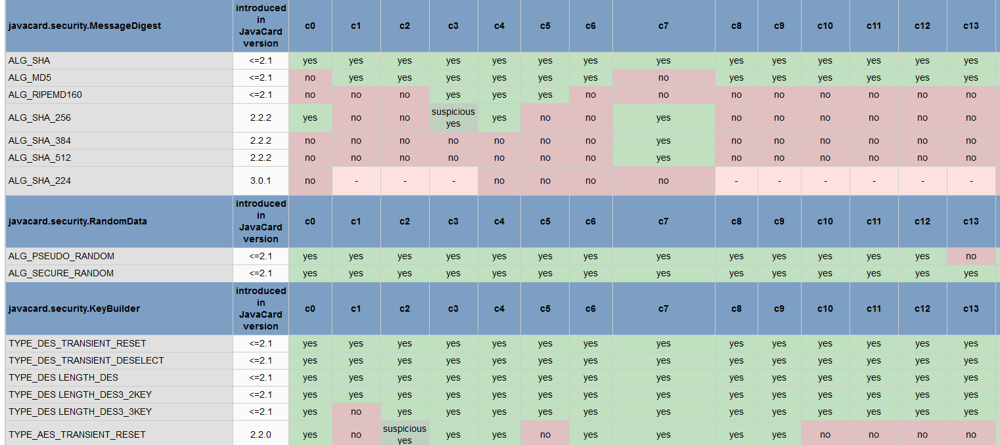 javacard.security.MessageDigest introduced in JavaCard version c0 c1 c2 c3 c4 c5 c6 c7 c8 c9 c10 c11 c12 c13
ALG_SHA <=2.1 yes yes yes yes yes yes yes yes yes yes yes yes yes yes
ALG_MD5 <=2.1 no yes yes yes yes yes yes no yes yes yes yes yes yes
ALG_RIPEMD160 <=2.1 no no no yes yes yes no no no no no no no no
ALG_SHA_256 2.2.2 yes no no suspicious yes yes no no yes no no no no no no
ALG_SHA_384 2.2.2 no no no no no no no yes no no no no no no
ALG_SHA_512 2.2.2 no no no no no no no yes no no no no no no
ALG_SHA_224 3.0.1 no - - - no no no no - - - - - -
javacard.security.RandomData introduced in JavaCard version c0 c1 c2 c3 c4 c5 c6 c7 c8 c9 c10 c11 c12 c13
ALG_PSEUDO_RANDOM <=2.1 yes yes yes yes yes yes yes yes yes yes yes yes yes no
ALG_SECURE_RANDOM <=2.1 yes yes yes yes yes yes yes yes yes yes yes yes yes yes
javacard.security.KeyBuilder introduced in JavaCard version c0 c1 c2 c3 c4 c5 c6 c7 c8 c9 c10 c11 c12 c13
TYPE_DES_TRANSIENT_RESET <=2.1 yes yes yes yes yes yes yes yes yes yes yes yes yes yes
TYPE_DES_TRANSIENT_DESELECT <=2.1 yes yes yes yes yes yes yes yes yes yes yes yes yes yes
TYPE_DES LENGTH_DES <=2.1 yes yes yes yes yes yes yes yes yes yes yes yes yes yes
TYPE_DES LENGTH_DES3_2KEY <=2.1 yes yes yes yes yes yes yes yes yes yes yes yes yes yes
TYPE_DES LENGTH_DES3_3KEY <=2.1 yes no yes yes yes yes yes yes yes yes yes yes yes yes
TYPE_AES_TRANSIENT_RESET 2.2.0 yes no suspicious yes yes yes no yes yes yes yes no no no no